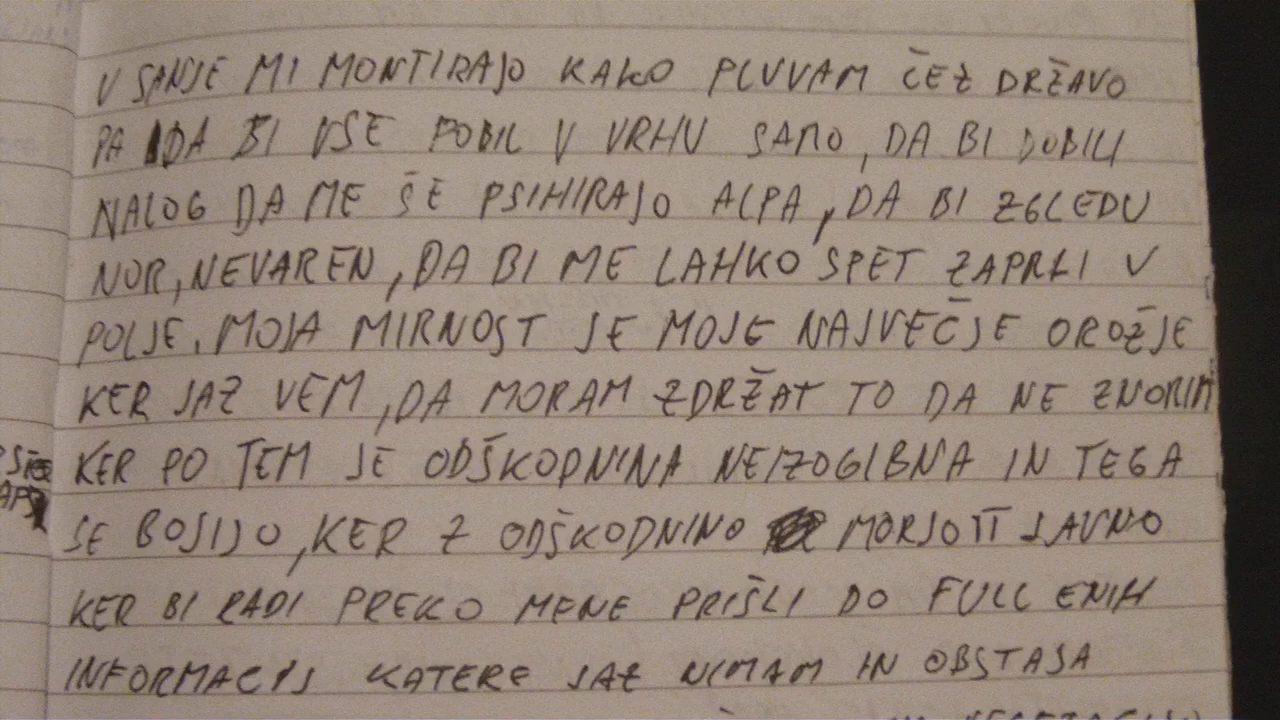 V SANJE MI MONTIRAJO KAKO PLUVAM ČEZ DRŽAVO
PA DA BI VSE POBIL V VRHU SAMO, DA BI DOBILI
NALOG DA ME ŠE PSIHIRAJO ALPA, DA BI ZGLEDU
NOR, NEVAREN, DA BI ME LAHKO SPET ZAPRLI V
POLJE. MOJA MIRNOST JE MOJE NAJVEČJE OROŽJE
KER JAZ VEM, DA MORAM ZDRŽAT TO DA NE ZNORIM
KER PO TEM JE ODŠKODNINA NEIZOGIBNA IN TEGA
SE BOJIJO, KER Z ODŠKODNINO MORJO IT JAVNO
KER BI RADI PREKO MENE PRIŠLI DO FULL ENIH
INFORMACIJ KATERE JAZ NIMAM IN OBSTAJA